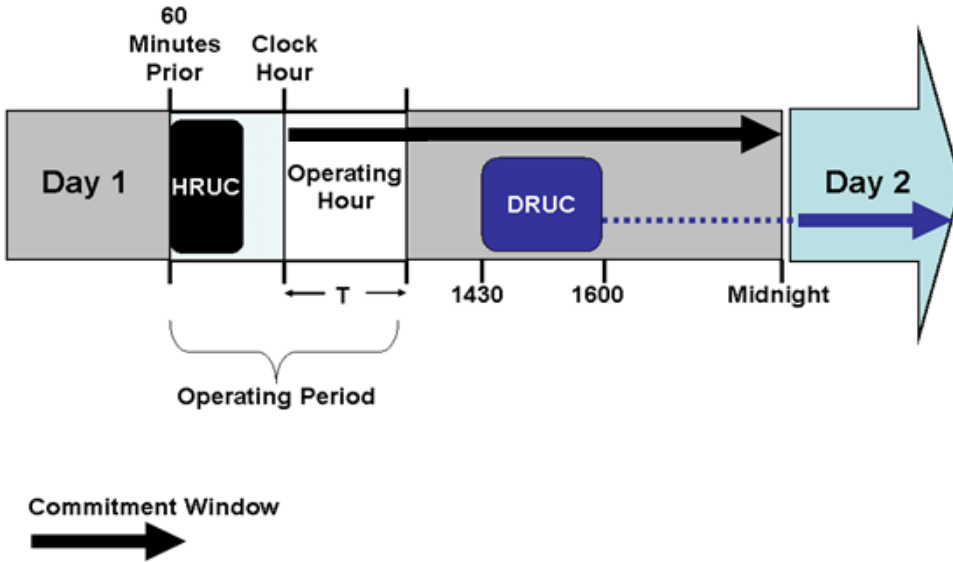 60
Minutes
Prior
Clock
Hour
Day 1
HRUC
Operating
Hour
DRUC
Day 2
T
1430
1600
Midnight
Operating Period
Commitment Window